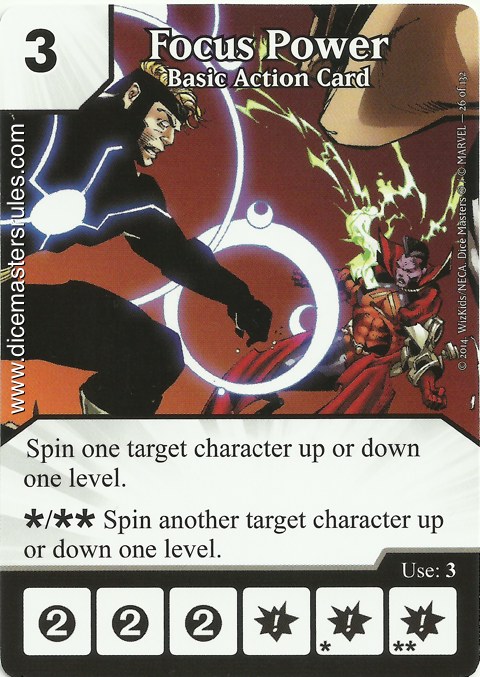 3
Focus Power
Basic Action Card
www.dicemastersrules.com
© 2014. WizKids/NECA. Dice Masters ©, © MARVEL — 26 of 132
Spin one target character up or down
one level.
*/** Spin another target character up
or down one level.
Use: 3
2 2 2 ! ! !
* **